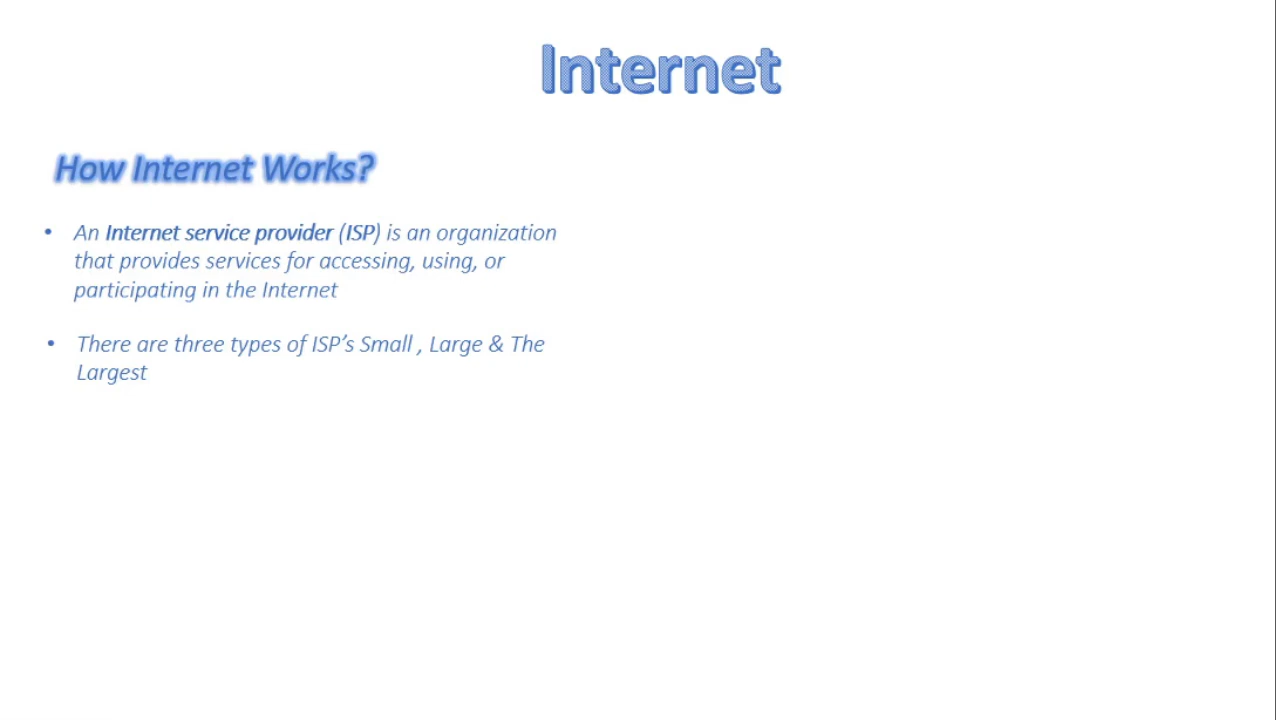 Internet
How Internet Works?
• An Internet service provider (ISP) is an organization
that provides services for accessing, using, or
participating in the Internet
• There are three types of ISP’s Small , Large & The
Largest